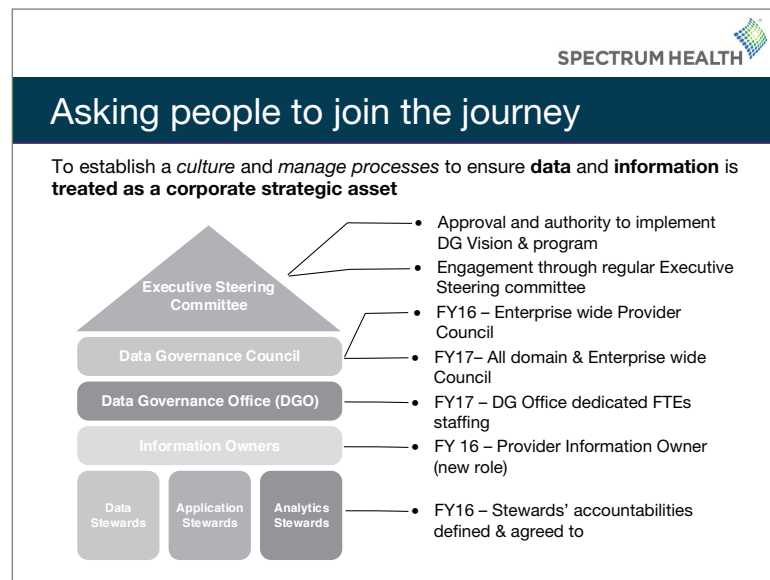 SPECTRUM HEALTH
Asking people to join the journey
To establish a culture and manage processes to ensure data and information is
treated as a corporate strategic asset
Executive Steering
Committee
Data Governance Council
Data Governance Office (DGO)
Information Owners
Data
Stewards
Application
Stewards
Analytics
Stewards
• Approval and authority to implement
DG Vision & program
• Engagement through regular Executive
Steering committee
• FY16 – Enterprise wide Provider
Council
• FY17– All domain & Enterprise wide
Council
• FY17 – DG Office dedicated FTEs
staffing
• FY 16 – Provider Information Owner
(new role)
• FY16 – Stewards’ accountabilities
defined & agreed to